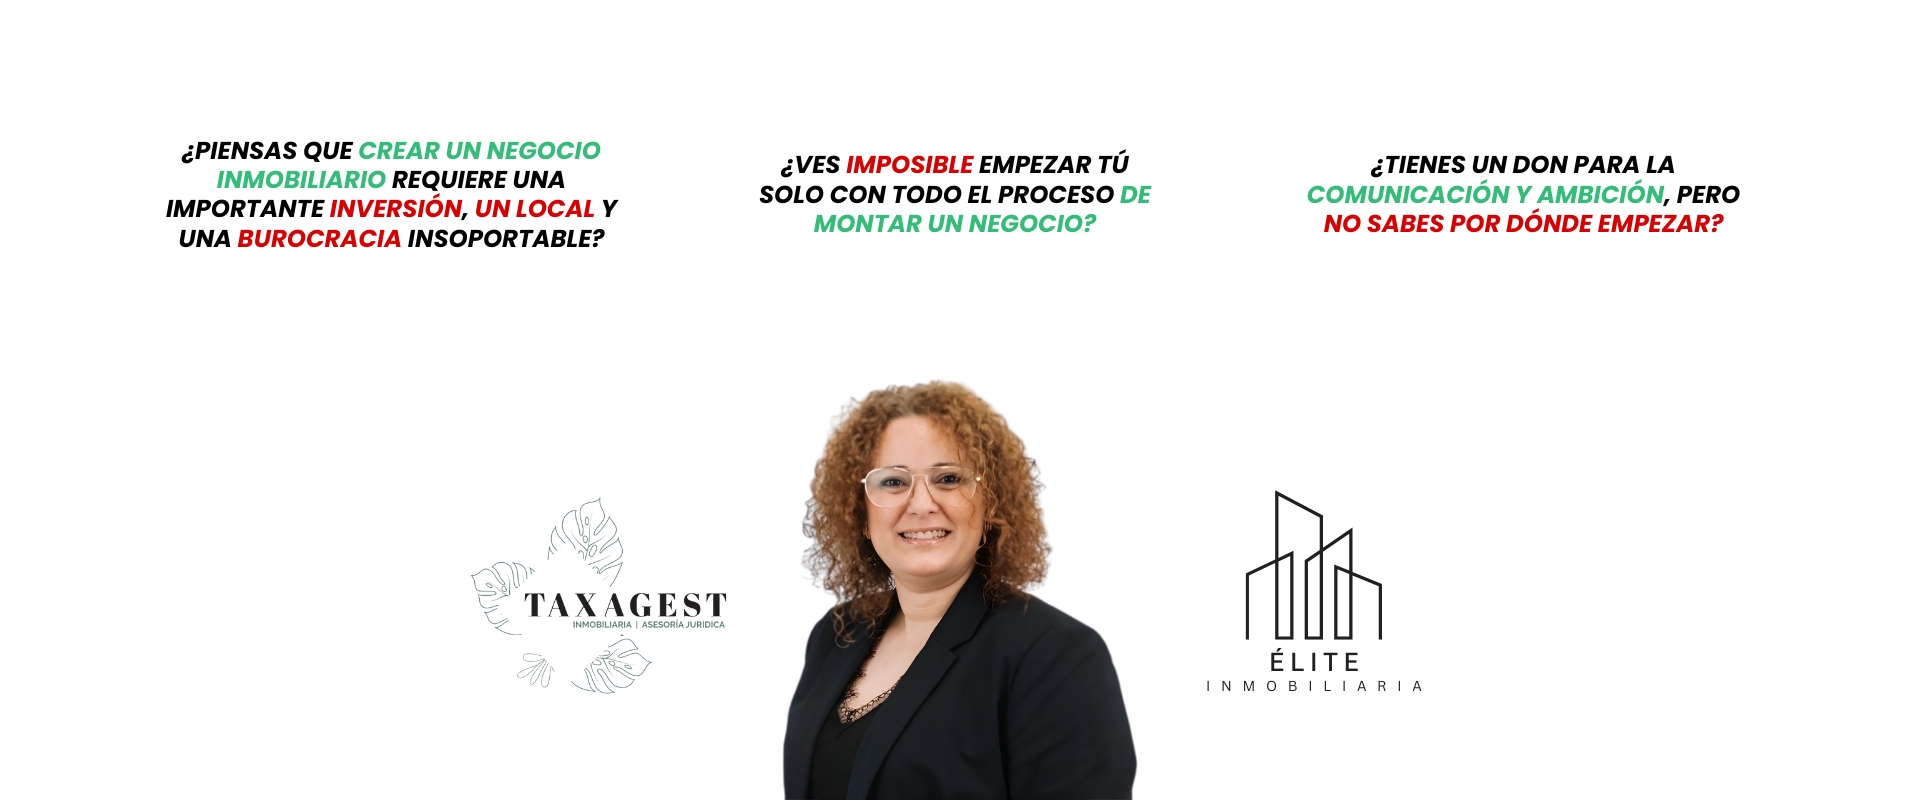 ¿PIENSAS QUE CREAR UN NEGOCIO
INMOBILIARIO REQUIERE UNA
IMPORTANTE INVERSIÓN, UN LOCAL Y
UNA BUROCRACIA INSOPORTABLE?
¿VES IMPOSIBLE EMPEZAR TÚ
SOLO CON TODO EL PROCESO DE
MONTAR UN NEGOCIO?
¿TIENES UN DON PARA LA
COMUNICACIÓN Y AMBICIÓN, PERO
NO SABES POR DÓNDE EMPEZAR?
TAXAGEST
INMOBILIARIA | ASESORÍA JURIDICA
ÉLITE
INMOBILIARIA